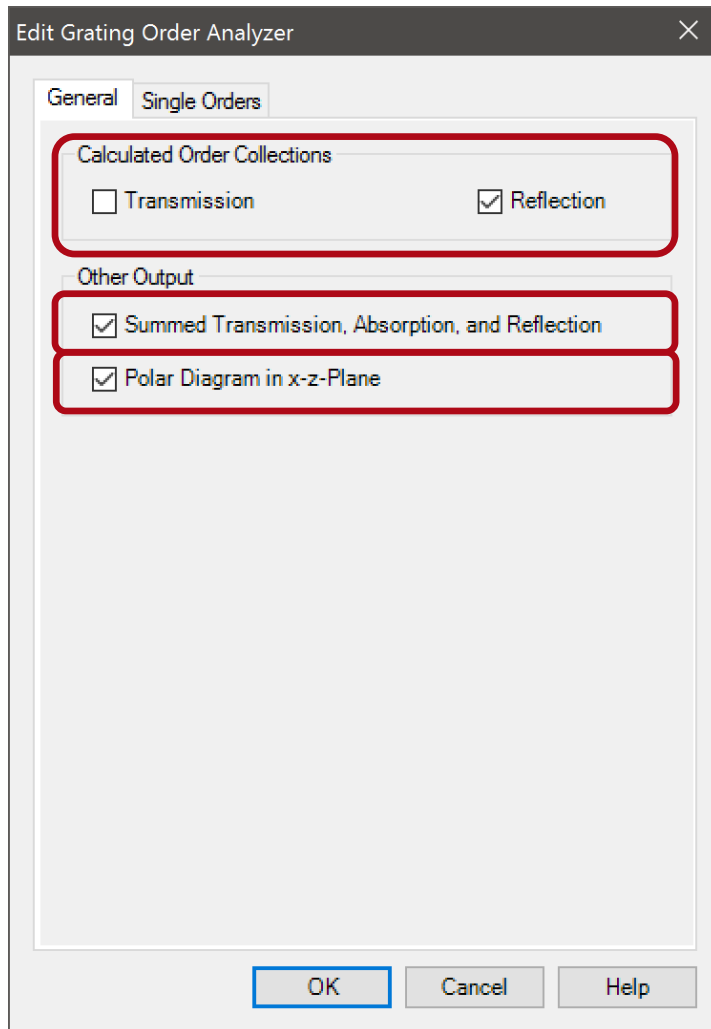 Edit Grating Order Analyzer
General Single Orders
Calculated Order Collections
Transmission Reflection
Other Output
Summed Transmission, Absorption, and Reflection
Polar Diagram in x-z-Plane
OK Cancel Help